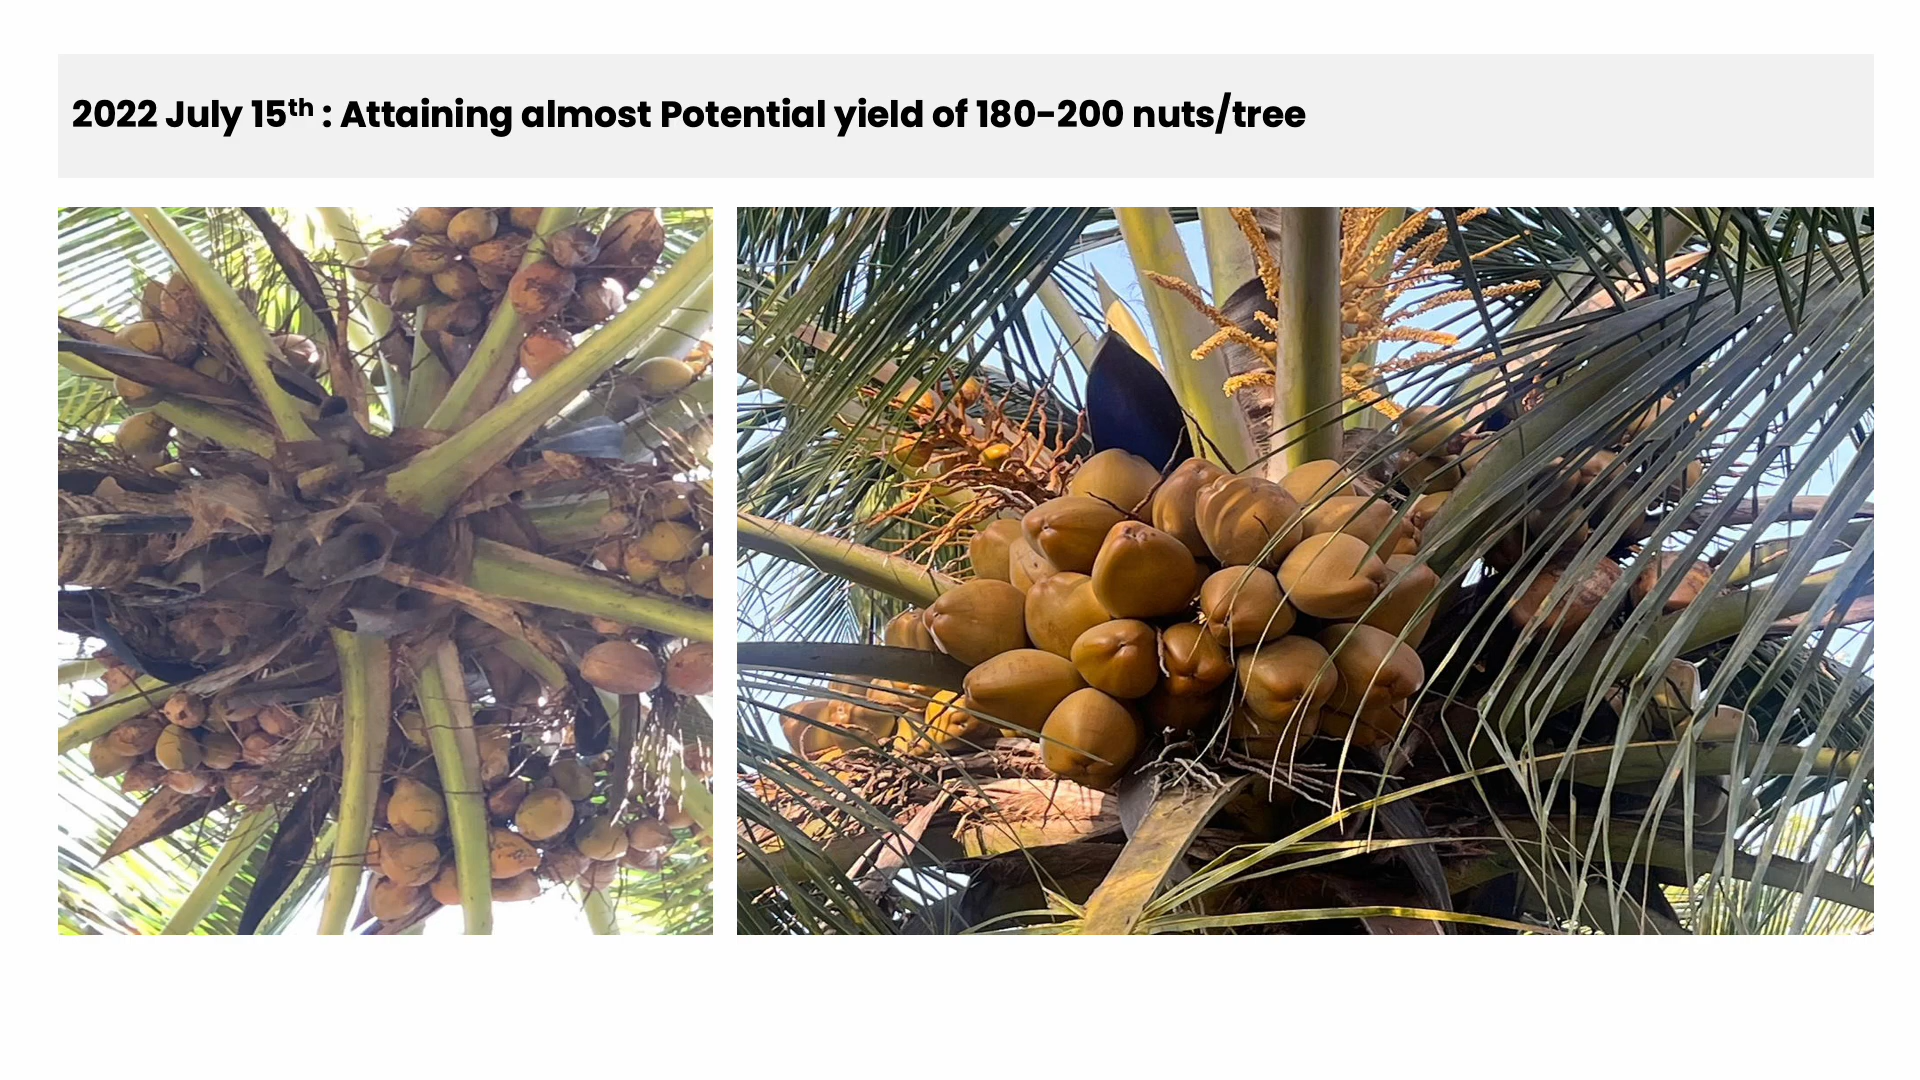 2022 July 15th : Attaining almost Potential yield of 180-200 nuts/tree